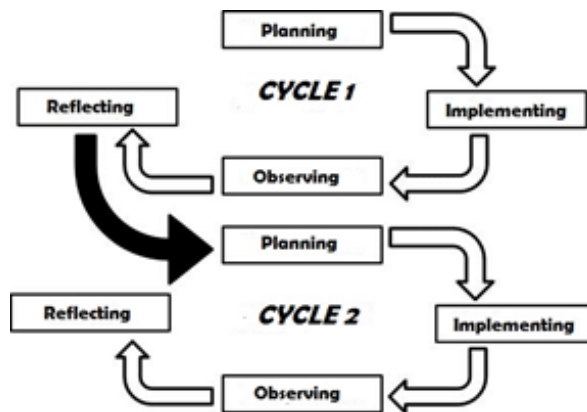 Planning
CYCLE 1
Reflecting
Implementing
Observing
Planning
Reflecting
CYCLE 2
Implementing
Observing